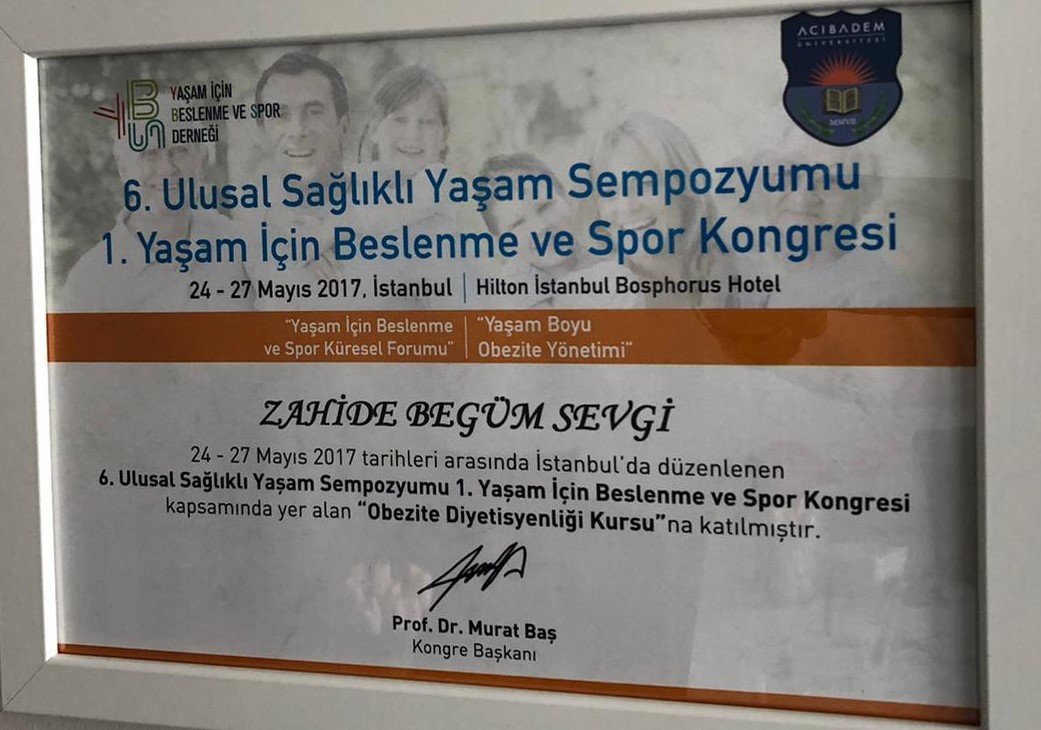 YAŞAM İÇİN
BESLENME VE SPOR
DERNEĞİ
ACIBADEM
ÜNİVERSİTESİ
MMVII
6. Ulusal Sağlıklı Yaşam Sempozyumu
1. Yaşam İçin Beslenme ve Spor Kongresi
24 - 27 Mayıs 2017, İstanbul | Hilton İstanbul Bosphorus Hotel
"Yaşam İçin Beslenme
ve Spor Küresel Forumu"
"Yaşam Boyu
Obezite Yönetimi"
ZAHİDE BEGÜM SEVGİ
24 - 27 Mayıs 2017 tarihleri arasında İstanbul'da düzenlenen
6. Ulusal Sağlıklı Yaşam Sempozyumu 1. Yaşam İçin Beslenme ve Spor Kongresi
kapsamında yer alan "Obezite Diyetisyenliği Kursu"na katılmıştır.
Prof. Dr. Murat Baş
Kongre Başkanı